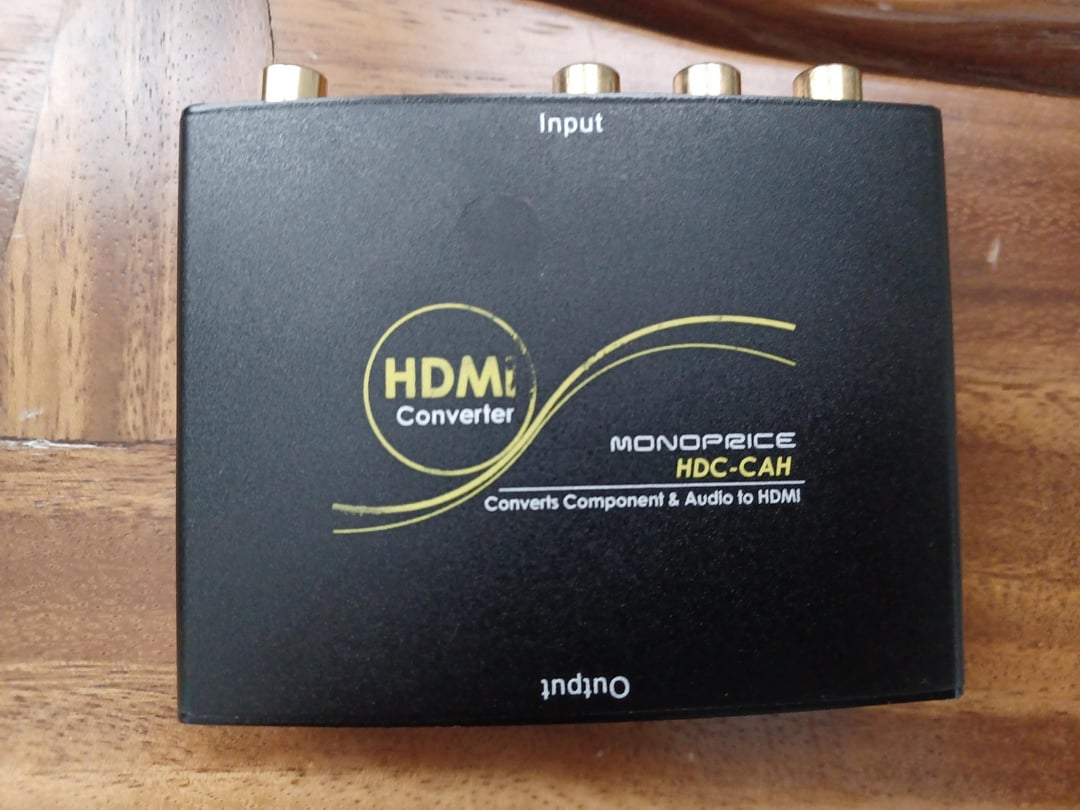 Input
HDMi
Converter
MONOPRICE
HDC-CAH
Converts Component & Audio to HDMI
Output